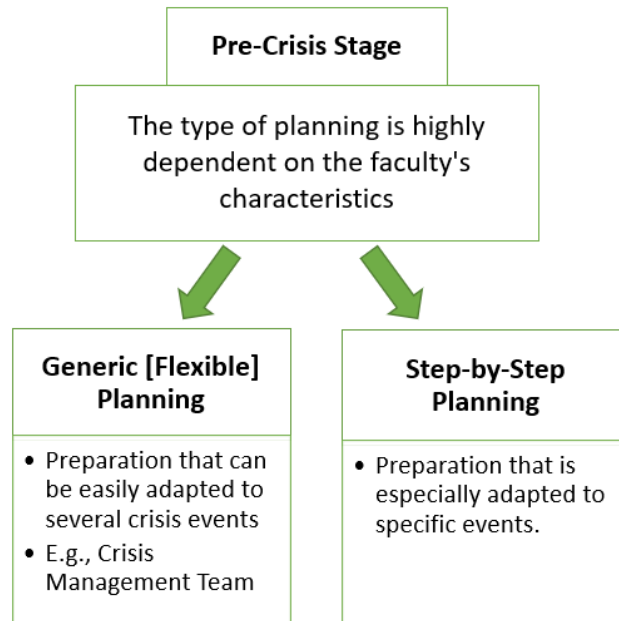 Pre-Crisis Stage
The type of planning is highly
dependent on the faculty's
characteristics
Generic [Flexible]
Planning
• Preparation that can
be easily adapted to
several crisis events
• E.g., Crisis
Management Team
Step-by-Step
Planning
• Preparation that is
especially adapted to
specific events.